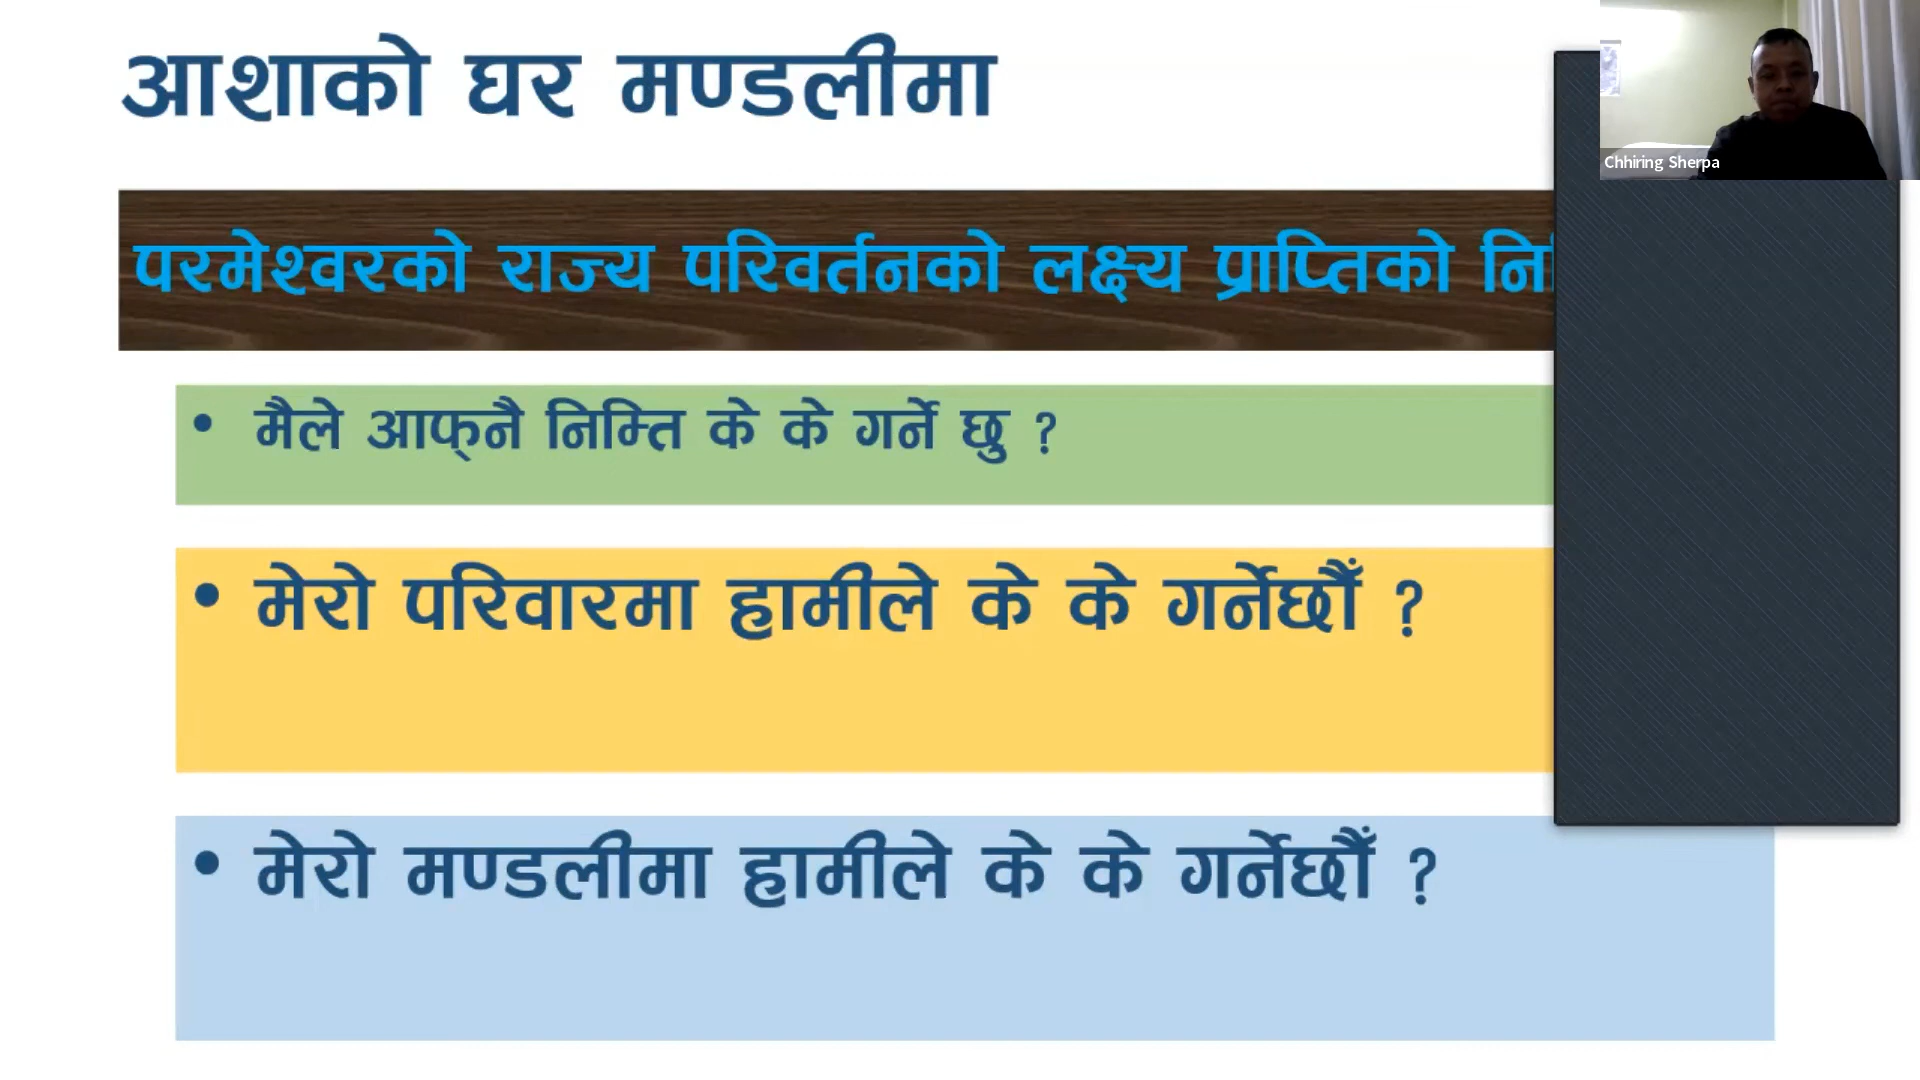 आशाको घर मण्डलीमा
Chhiring Sherpa
परमेश्वरको राज्य परिवर्तनको लक्ष्य प्राप्तिको
• मैले आफ्‌नै निम्ति के के गर्ने छु ?
• मेरो परिवारमा हामीले के के गर्नेछौँ ?
• मेरो मण्डलीमा हामीले के के गर्नेछौँ ?